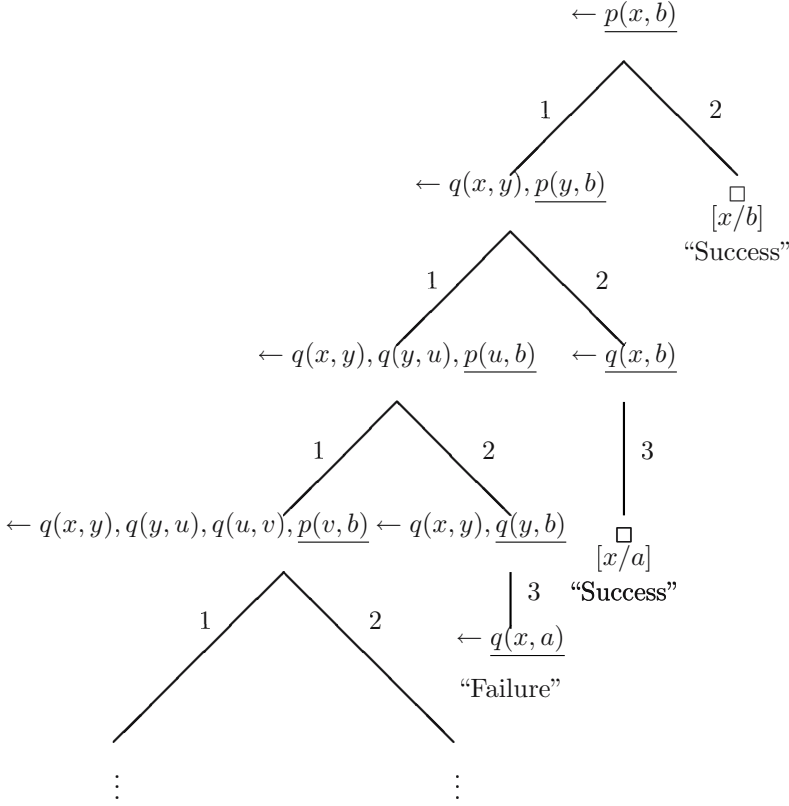 ← p(x, b)
1 2
← q(x, y), p(y, b) □
[x/b]
“Success”
1 2
← q(x, y), q(y, u), p(u, b) ← q(x, b)
1 2 3
← q(x, y), q(y, u), q(u, v), p(v, b) ← q(x, y), q(y, b) □
[x/a]
1 2 3 “Success”
← q(x, a)
“Failure”
⋮ ⋮